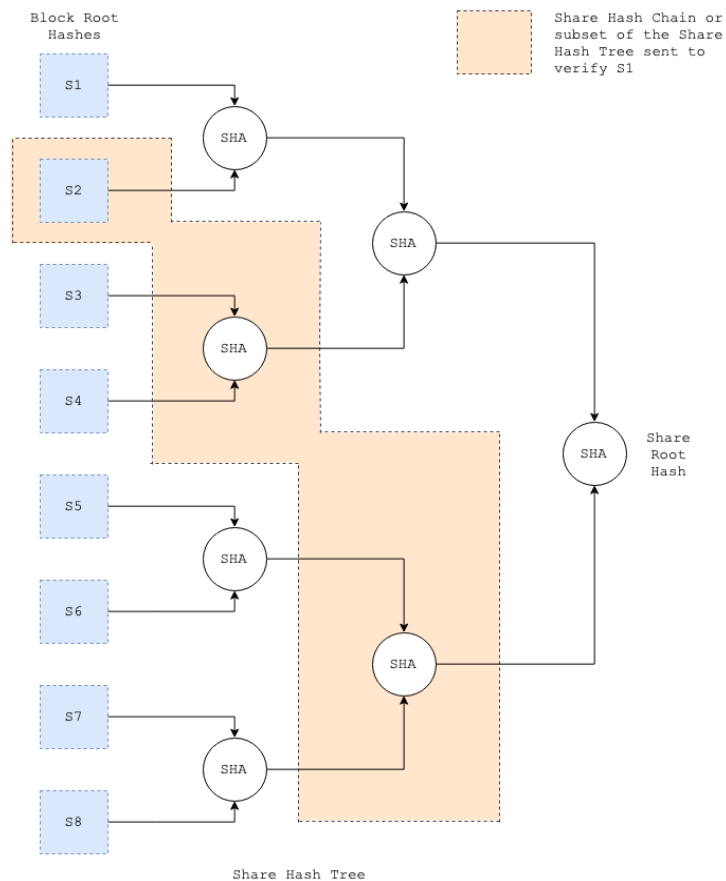 Block Root
Hashes
Share Hash Chain or
subset of the Share
Hash Tree sent to
verify S1
S1
SHA
S2
SHA
S3
SHA
S4
SHA
Share
Root
Hash
S5
SHA
S6
SHA
S7
SHA
S8
Share Hash Tree